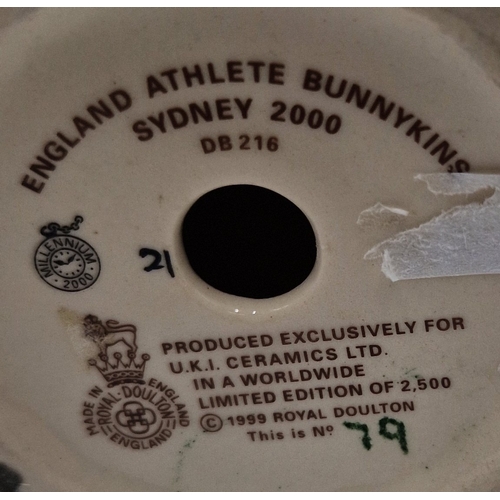 ENGLAND ATHLETE BUNNYKINS
SYDNEY 2000
DB 216
MILLENNIUM
2000
21
PRODUCED EXCLUSIVELY FOR
U.K.I. CERAMICS LTD.
IN A WORLDWIDE
LIMITED EDITION OF 2,500
© 1999 ROYAL DOULTON
This is Nº 79
MADE IN ENGLAND
ROYAL·DOULTON
ENGLAND